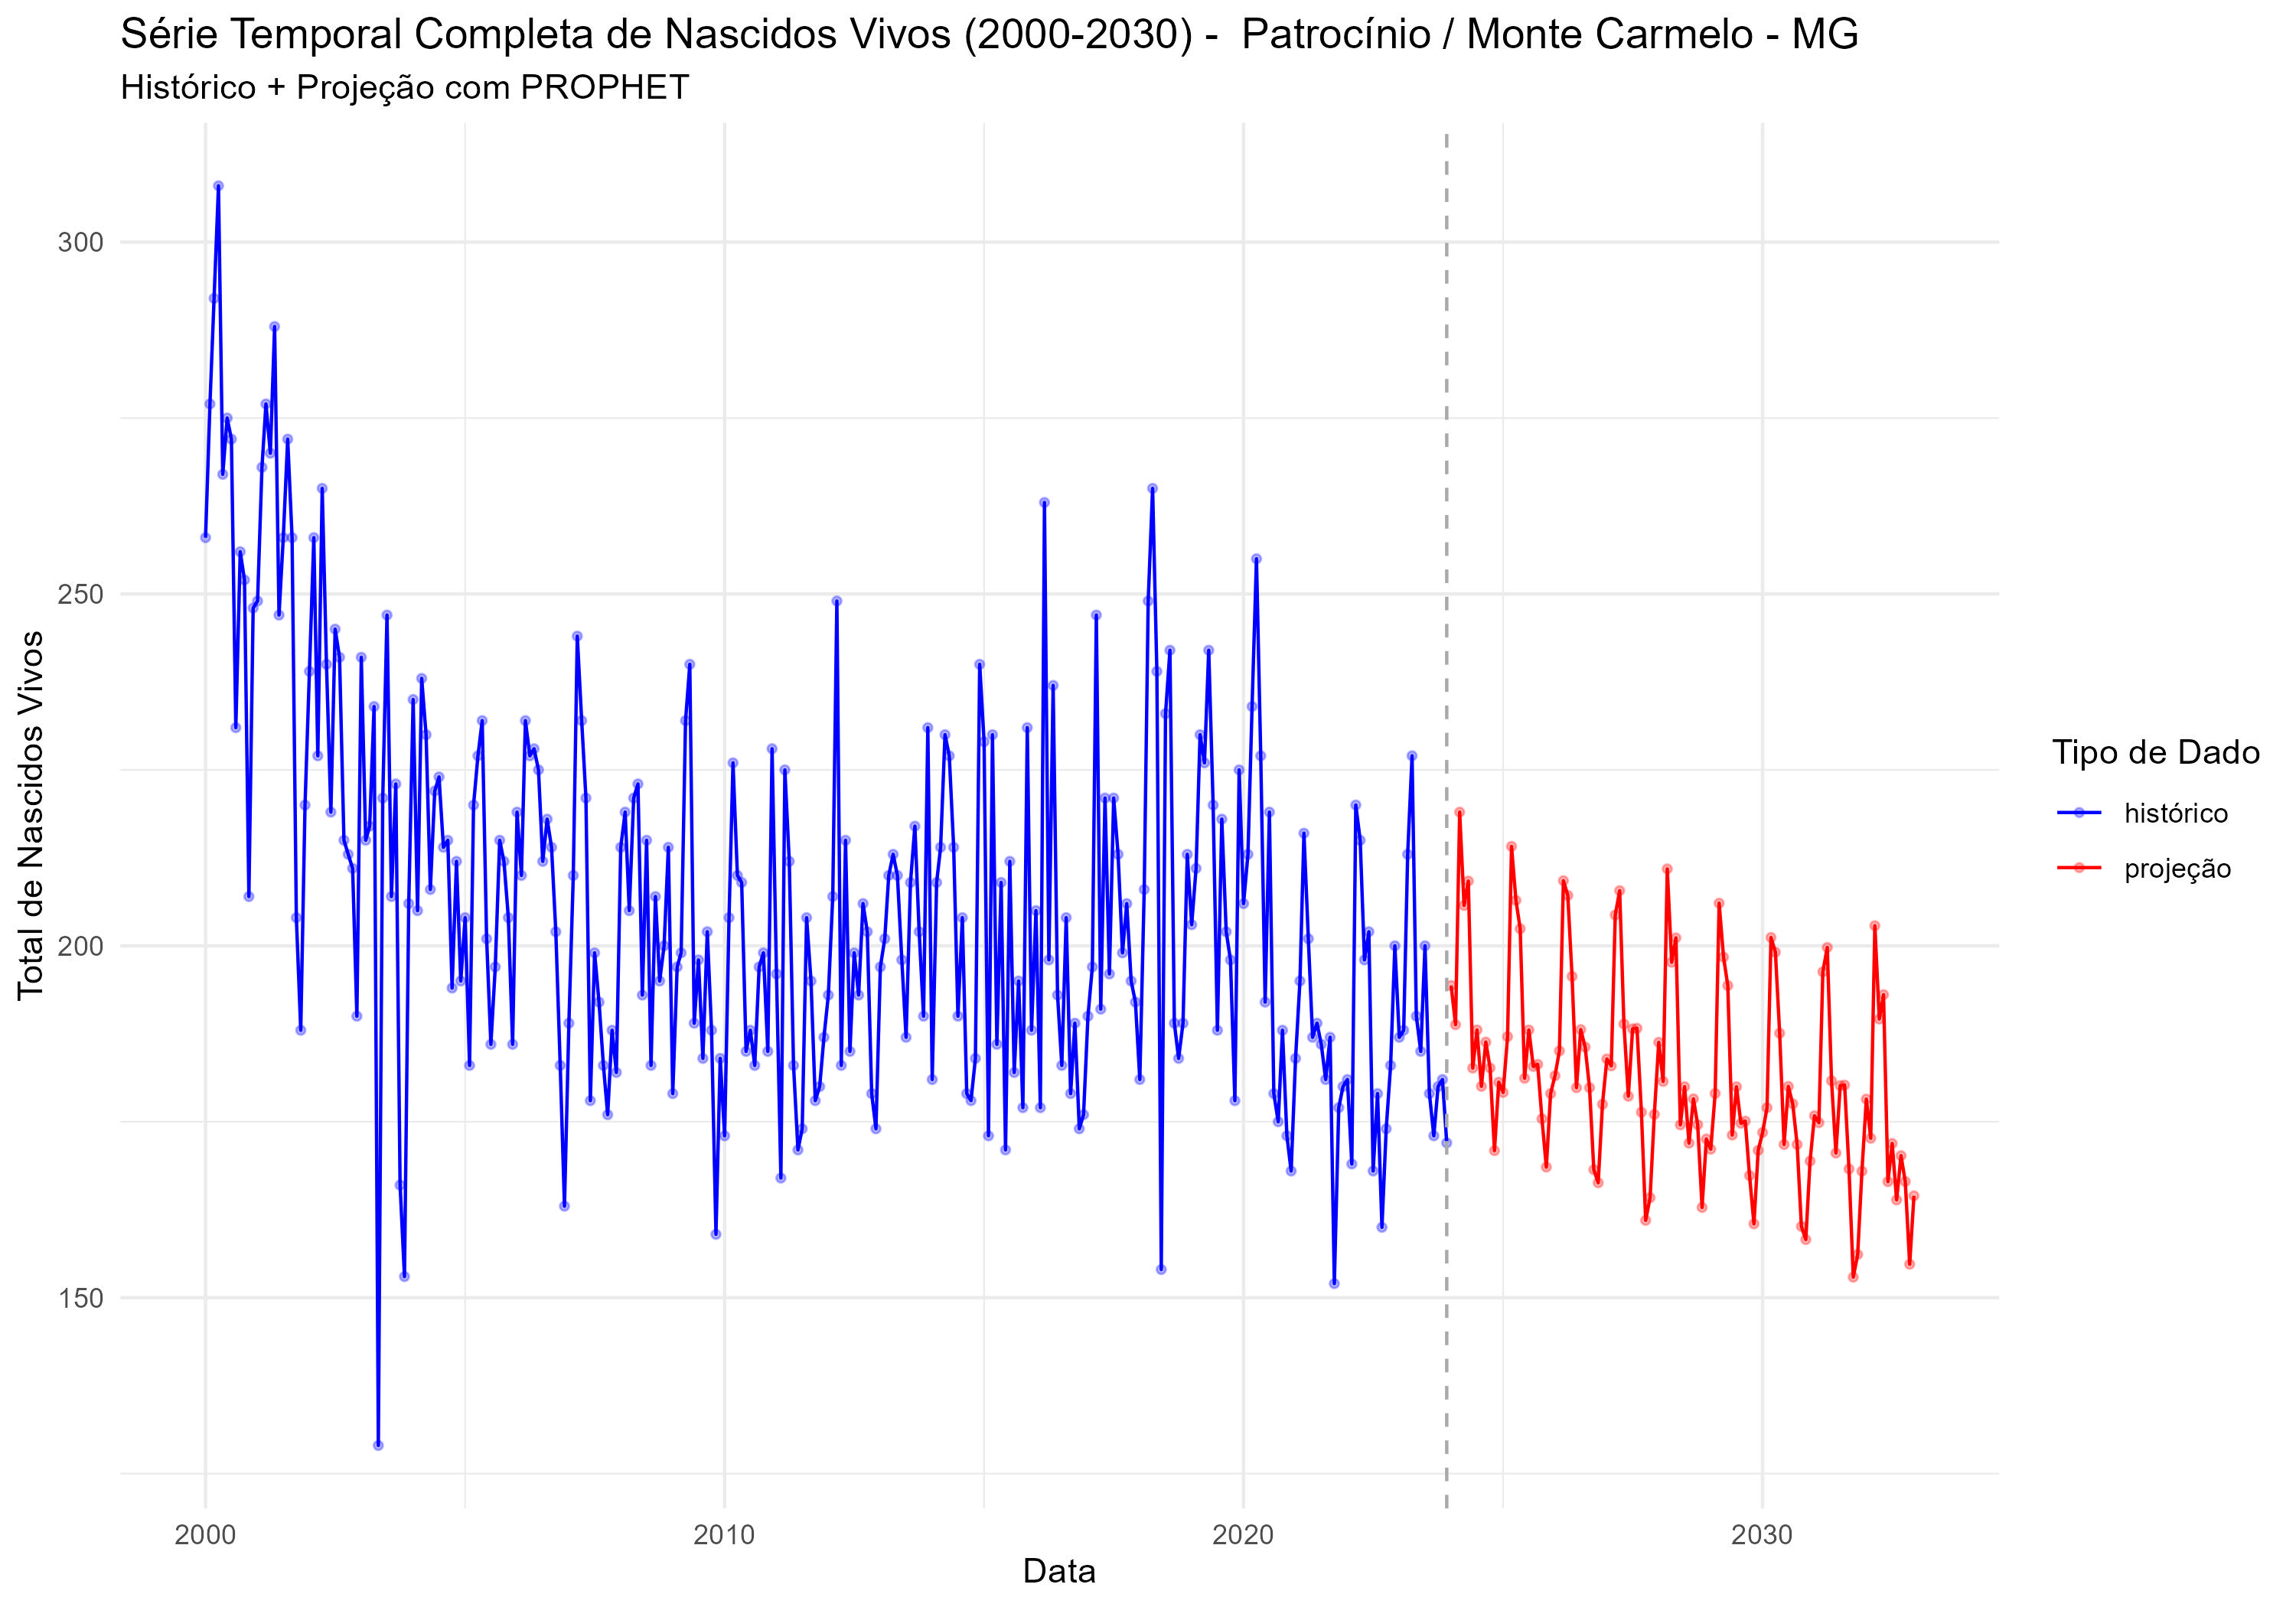 Série Temporal Completa de Nascidos Vivos (2000-2030) -  Patrocínio / Monte Carmelo - MG
Histórico + Projeção com PROPHET
Total de Nascidos Vivos
300
250
200
150
2000
2010
2020
2030
Data
Tipo de Dado
histórico
projeção